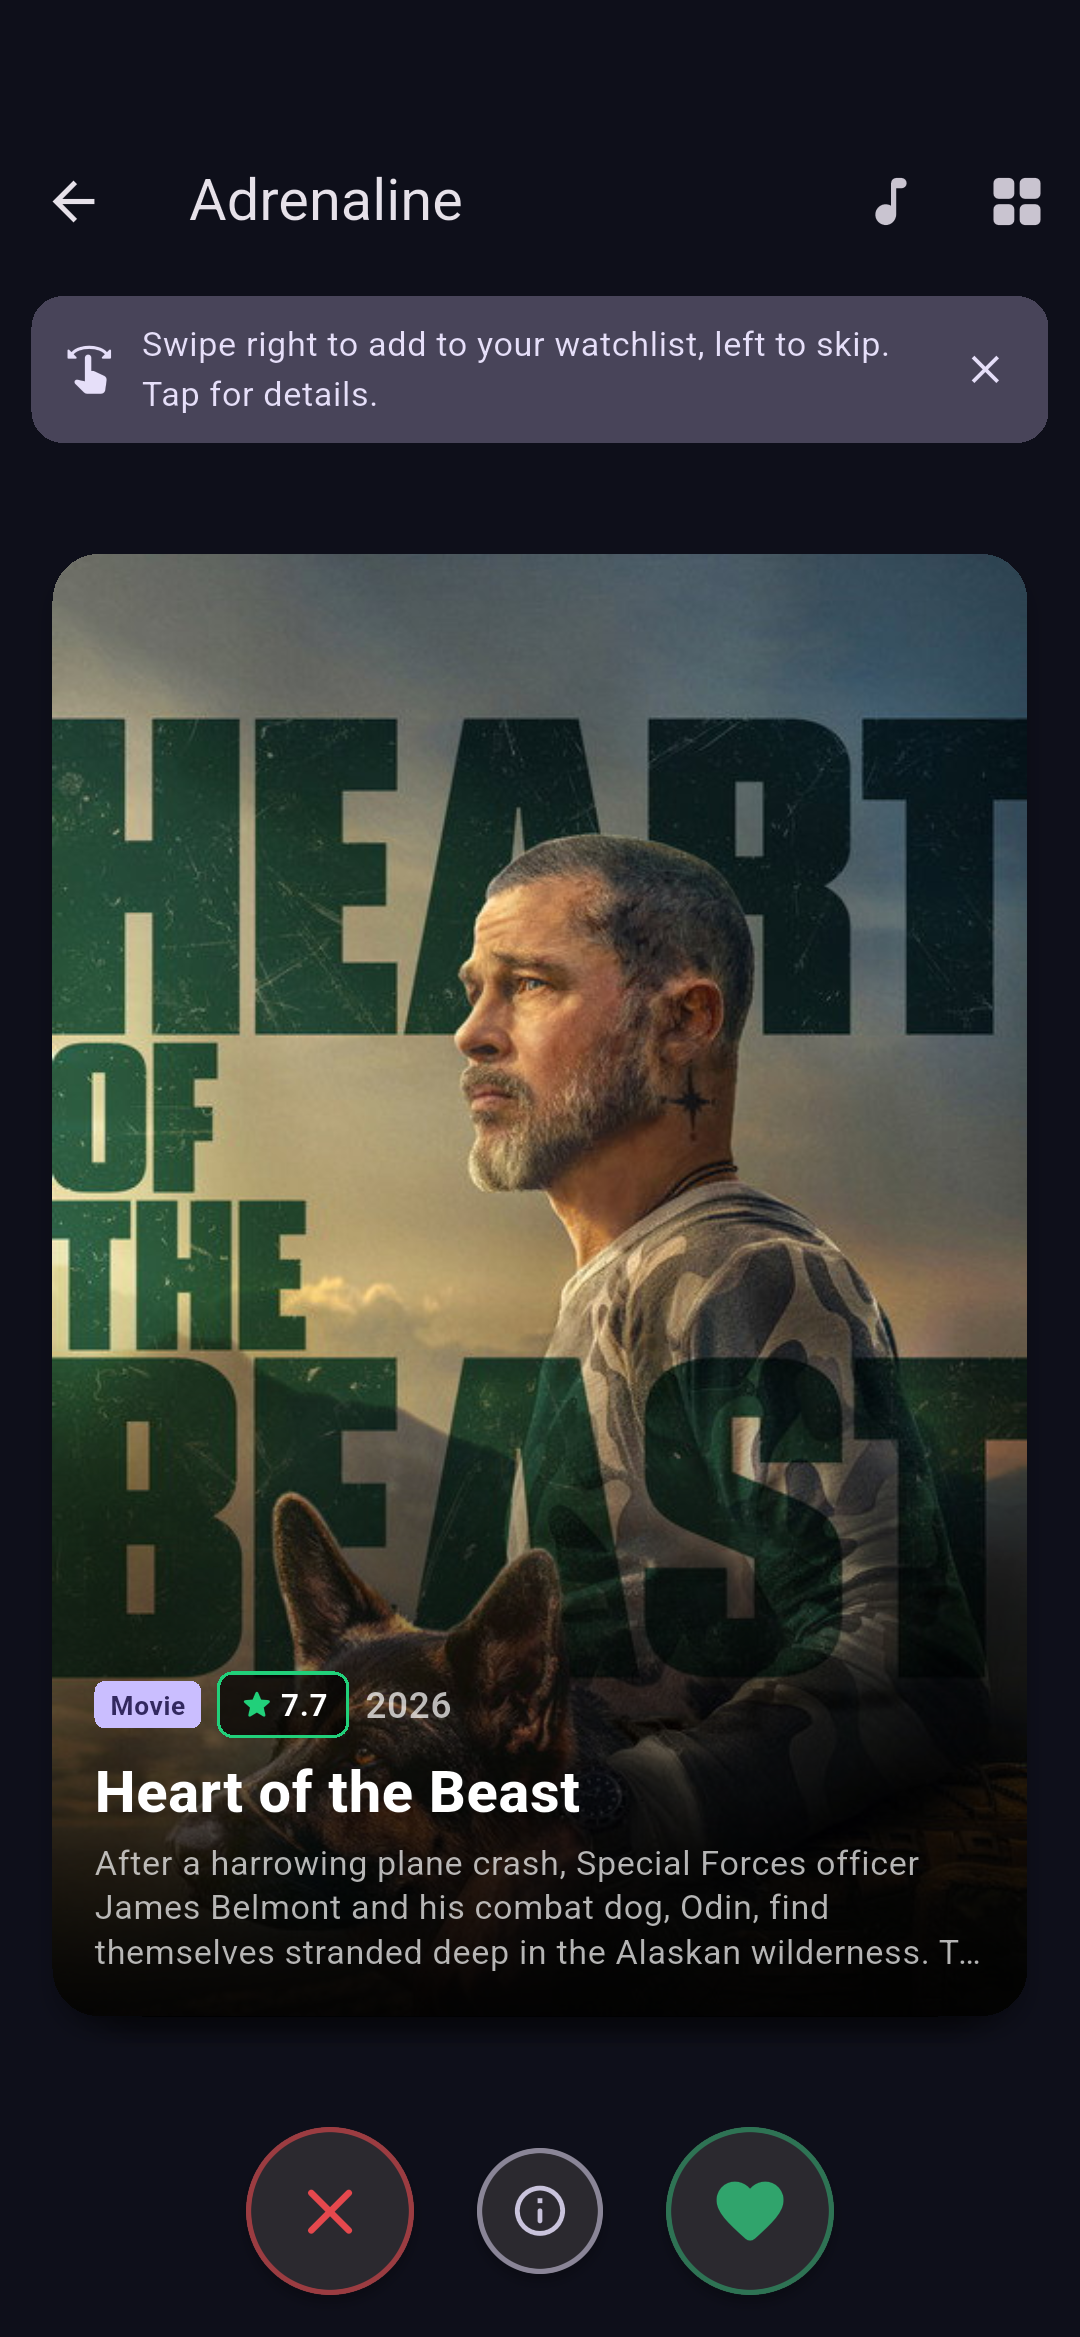 Adrenaline
Swipe right to add to your watchlist, left to skip.
Tap for details.
HEART
OF
THE
BEAST
Movie
7.7
2026
Heart of the Beast
After a harrowing plane crash, Special Forces officer
James Belmont and his combat dog, Odin, find
themselves stranded deep in the Alaskan wilderness. T...